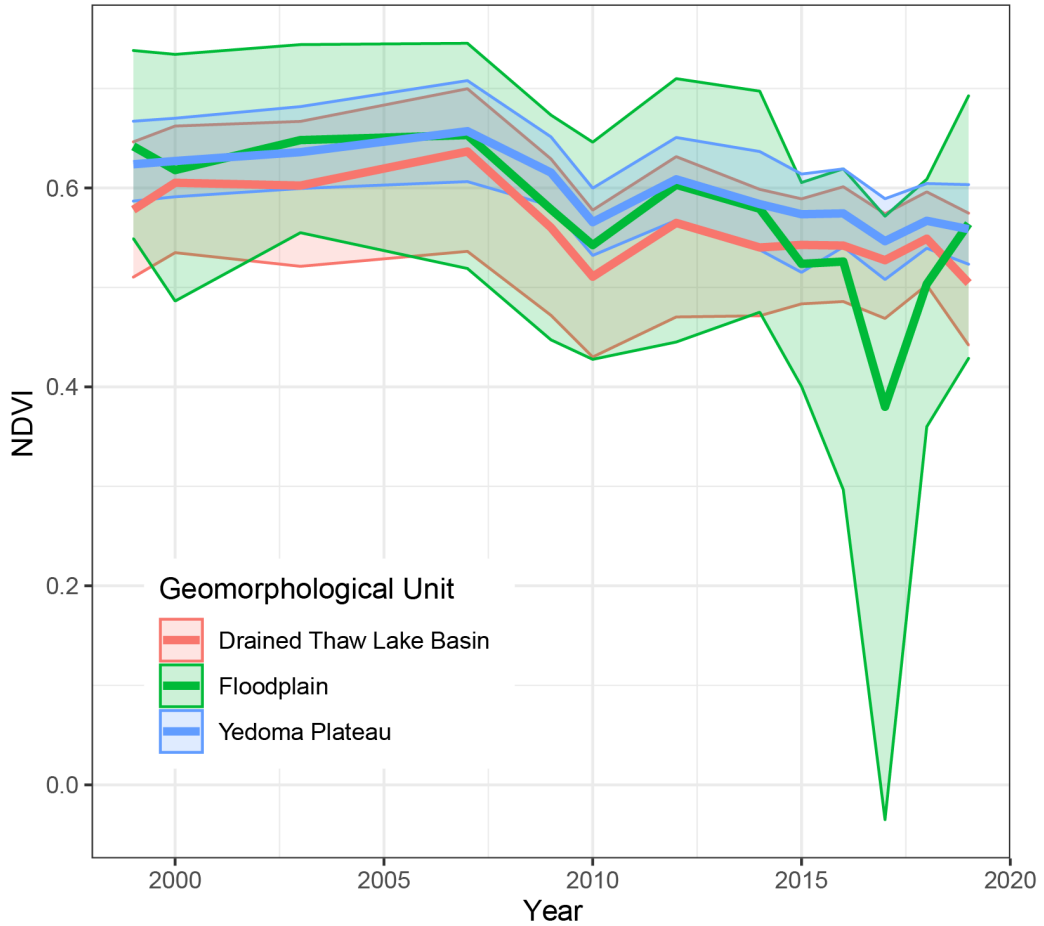 NDVI
0.6
0.4
0.2
0.0
Geomorphological Unit
Drained Thaw Lake Basin
Floodplain
Yedoma Plateau
2000 2005 2010 2015 2020
Year